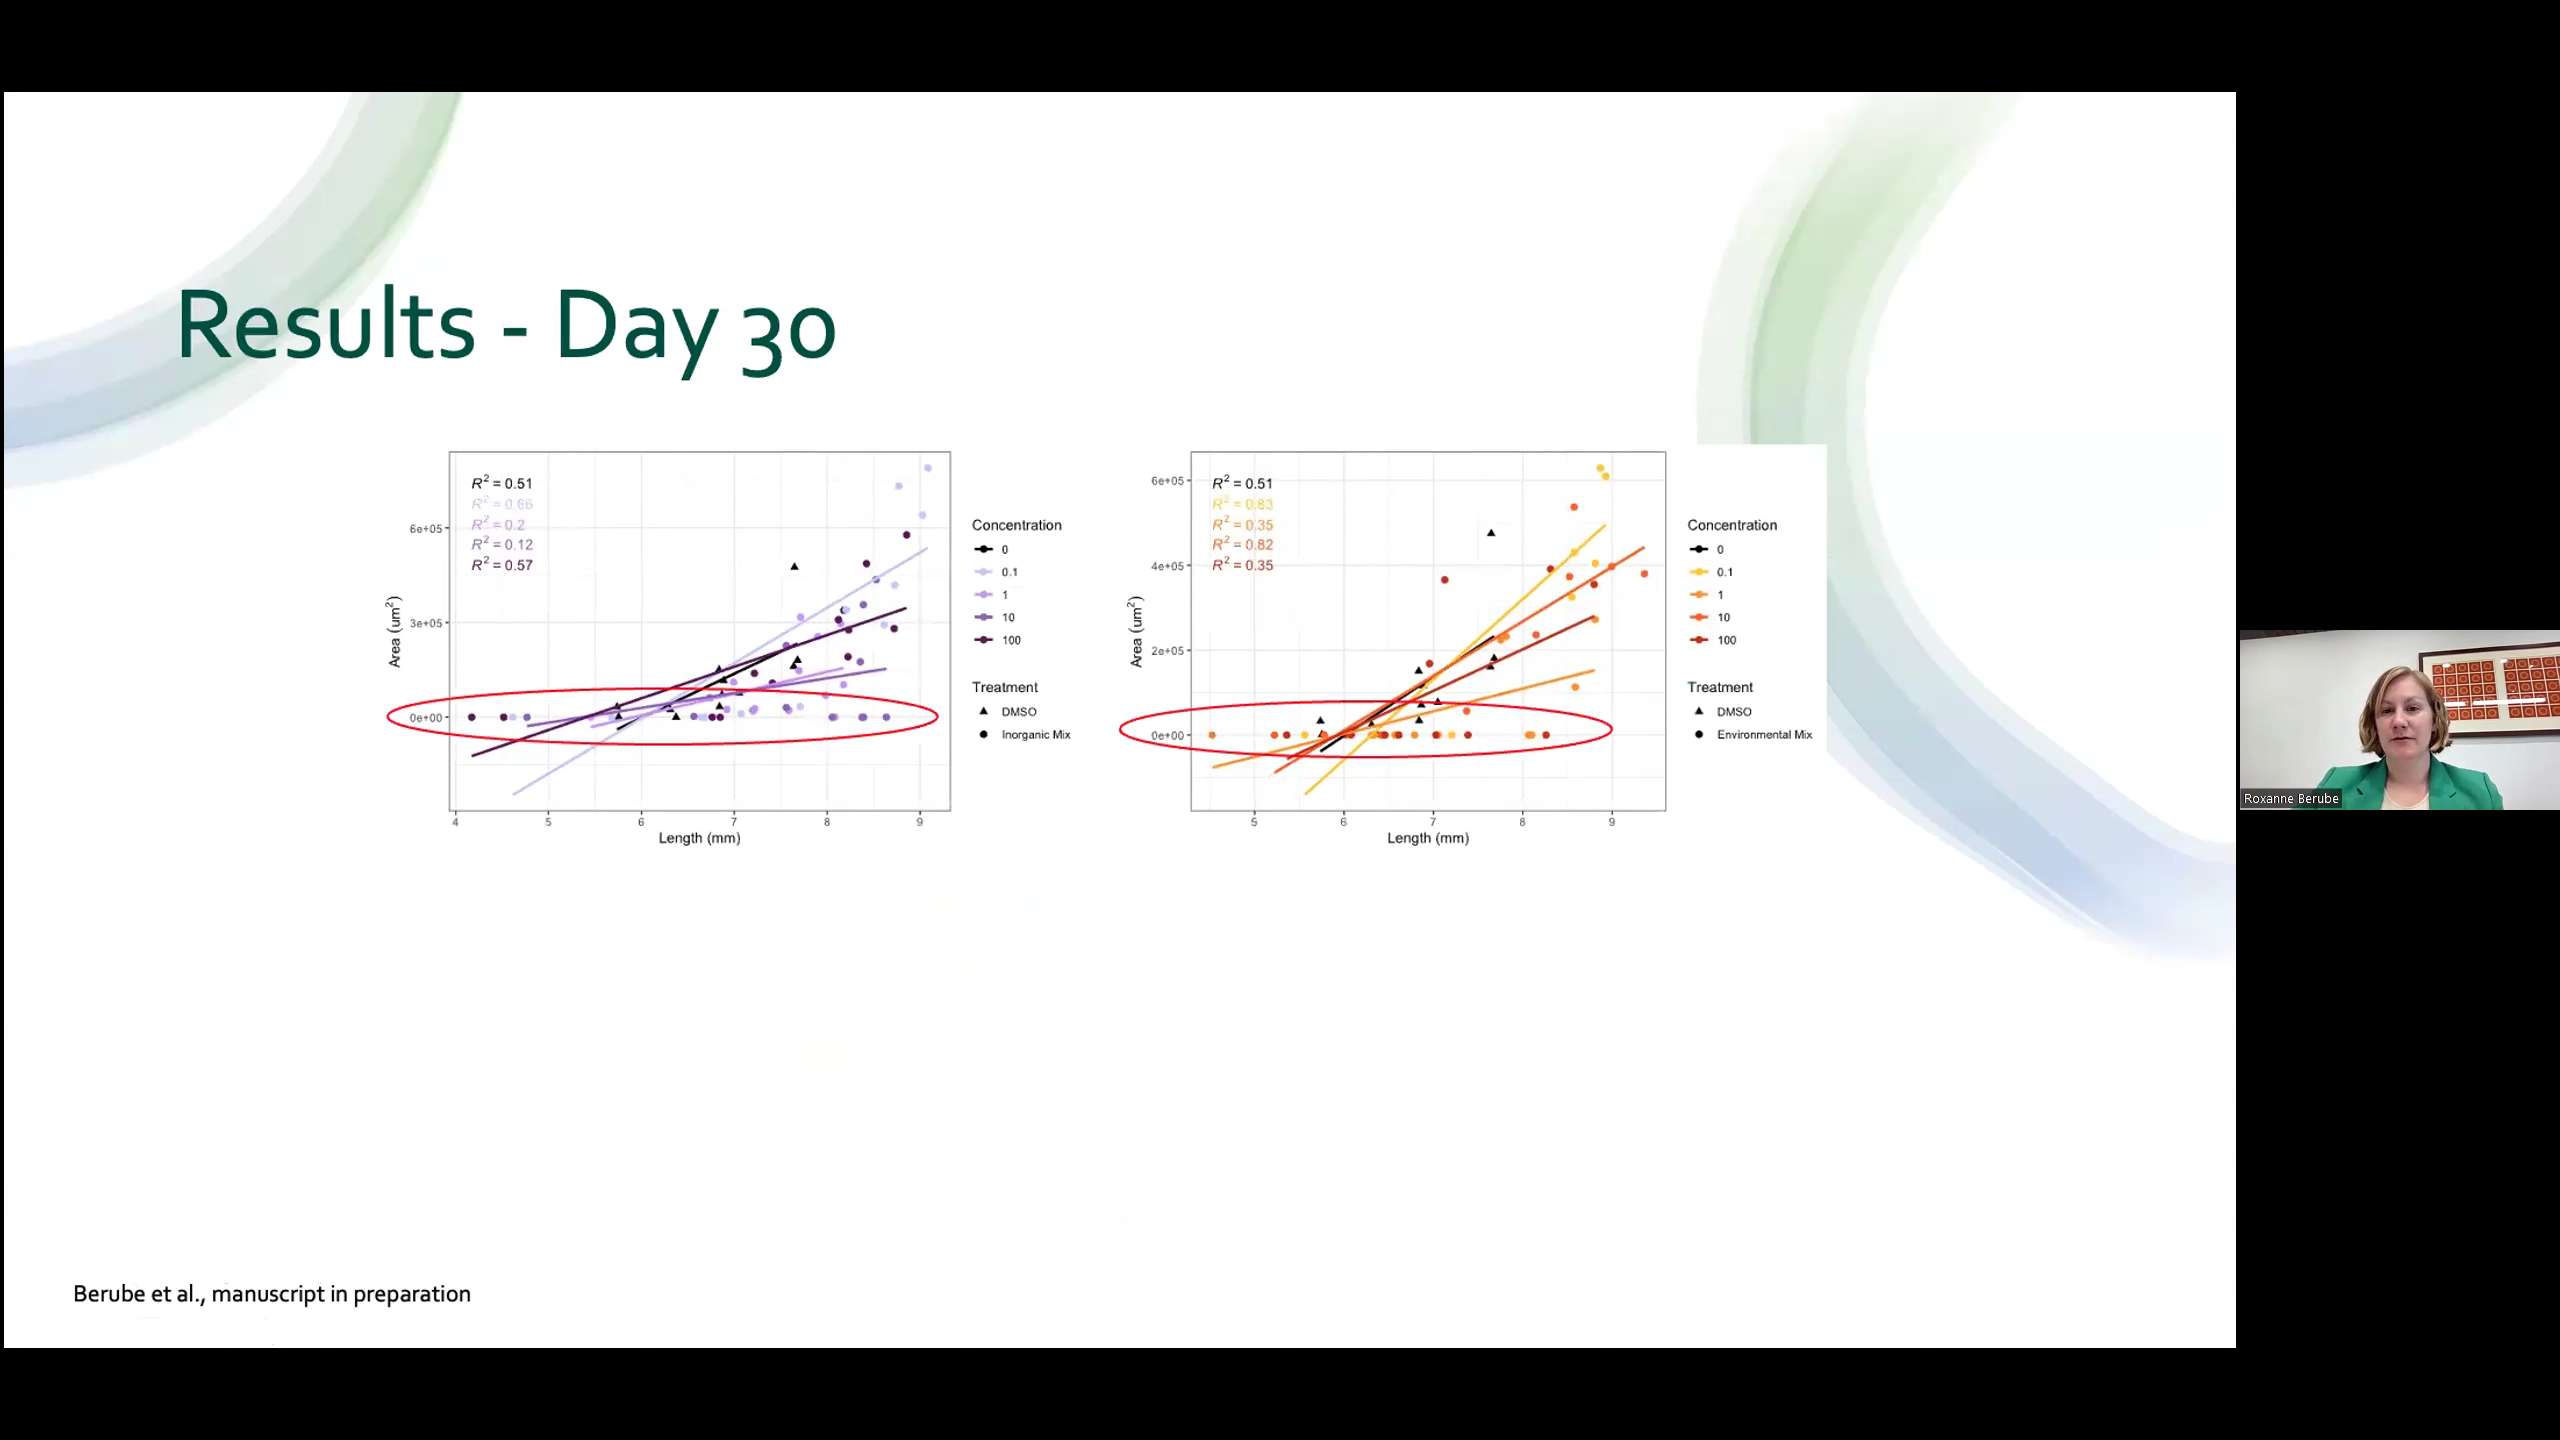 Results - Day 30
R² = 0.51
R² = 0.66
R² = 0.2
R² = 0.12
R² = 0.57
6e+05
3e+05
0e+00
Area (um²)
4 5 6 7 8 9
Length (mm)
Concentration
0
0.1
1
10
100
Treatment
DMSO
Inorganic Mix
R² = 0.51
R² = 0.83
R² = 0.35
R² = 0.82
R² = 0.35
6e+05
4e+05
2e+05
0e+00
Area (um²)
5 6 7 8 9
Length (mm)
Concentration
0
0.1
1
10
100
Treatment
DMSO
Environmental Mix
Roxanne Berube
Berube et al., manuscript in preparation